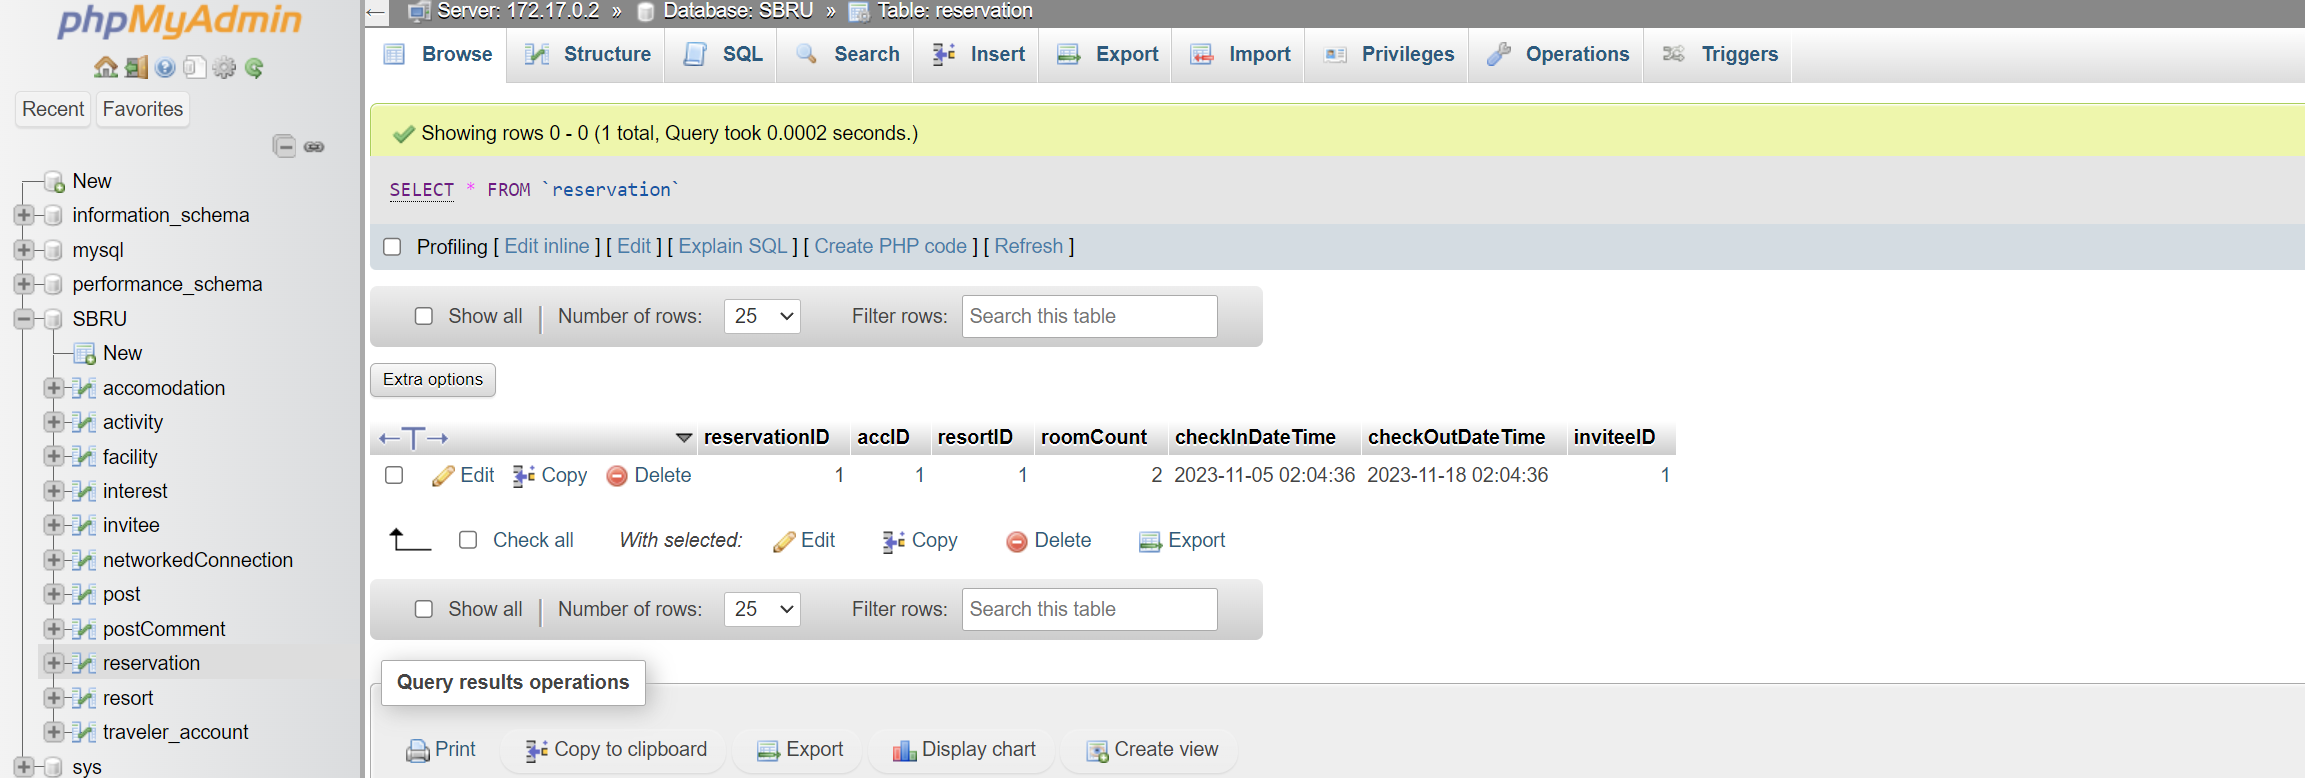 phpMyAdmin
Recent Favorites
New
information_schema
mysql
performance_schema
SBRU
New
accomodation
activity
facility
interest
invitee
networkedConnection
post
postComment
reservation
resort
traveler_account
sys
Server: 172.17.0.2 » Database: SBRU » Table: reservation
Browse Structure SQL Search Insert Export Import Privileges Operations Triggers
Showing rows 0 - 0 (1 total, Query took 0.0002 seconds.)
SELECT * FROM `reservation`
Profiling [ Edit inline ] [ Edit ] [ Explain SQL ] [ Create PHP code ] [ Refresh ]
Show all Number of rows: 25 Filter rows: Search this table
Extra options
reservationID accID resortID roomCount checkInDateTime checkOutDateTime inviteeID
Edit Copy Delete 1 1 1 2 2023-11-05 02:04:36 2023-11-18 02:04:36 1
Check all With selected: Edit Copy Delete Export
Show all Number of rows: 25 Filter rows: Search this table
Query results operations
Print Copy to clipboard Export Display chart Create view